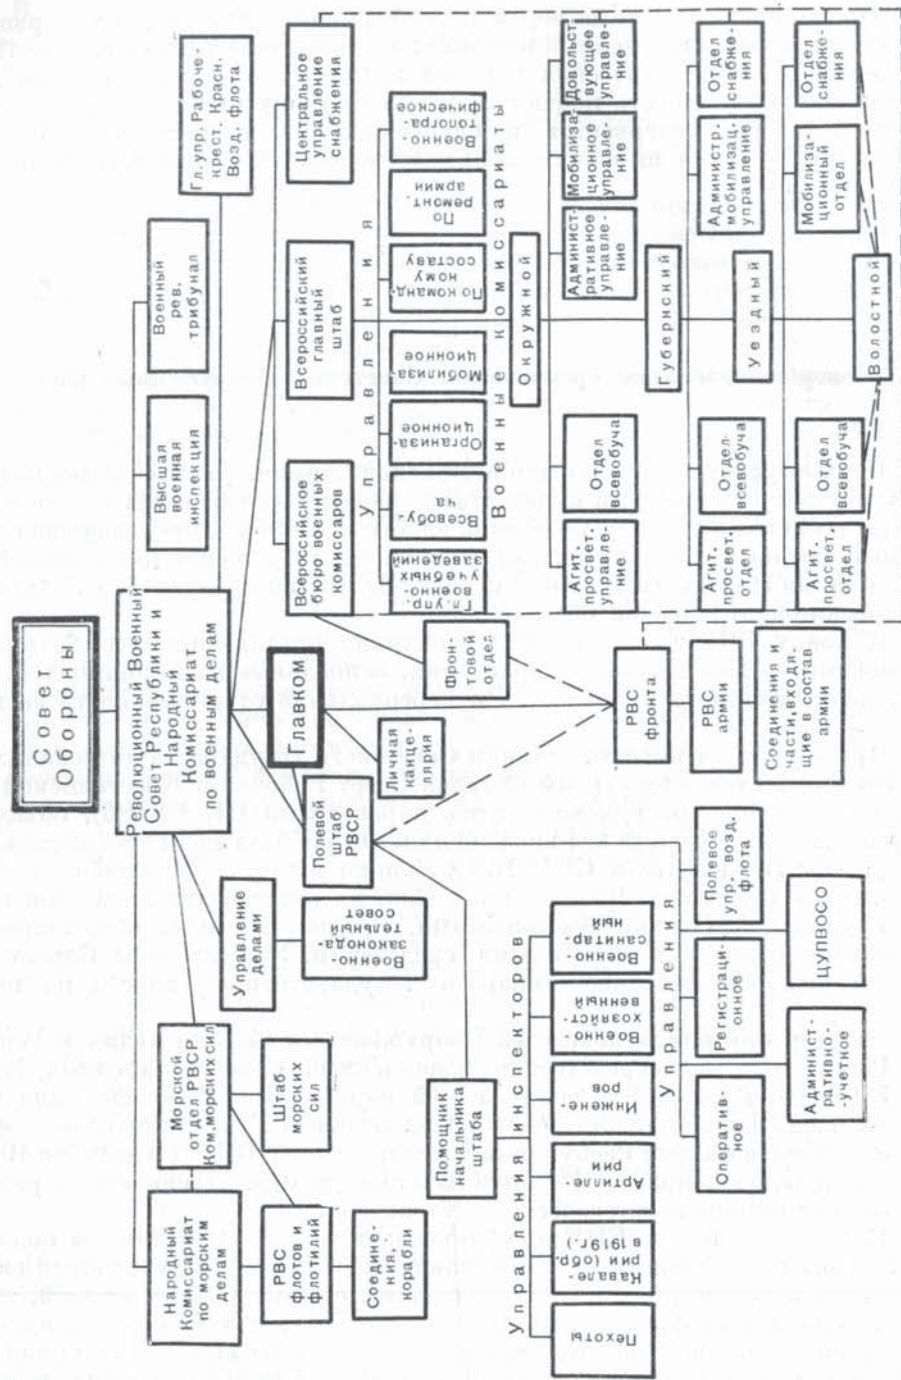 Совет
Обороны
Революционный Военный
Совет Республики и
Народный
Комиссариат
по военным делам
Народный
Комиссариат
по морским
делам
Морской
отдел РВСР
Ком.морских сил
Управление
делами
Высшая
военная
инспекция
Военный
рев.
трибунал
Гл.упр. Рабоче-
крест. Красн.
Возд. флота
РВС
флотов и
флотилий
Штаб
морских
сил
Соедине-
ния,
корабли
Военно-
законода-
тельный
совет
Полевой
штаб
РВСР
Главком
Личная
канце-
лярия
Всероссийское
бюро военных
комиссаров
Всероссийский
главный
штаб
Центральное
управление
снабжения
Управления
Гл.упр.
военно-
учебных
заведений
Всевобу-
ча
Организа-
ционное
Мобилиза-
ционное
По команд-
ному
составу
По
ремонт.
армии
Военно-
топогра-
фическое
Фрон-
товой
отдел
Военные комиссариаты
Помощник
начальника
штаба
Окружной
Агит.
просвет.
управле-
ние
Отдел
всевобуча
Админист-
ративное
управле-
ние
Мобилиза-
ционное
управле-
ние
Довольст-
вующее
управле-
ние
Управления инспекторов
Пехоты
Кавале-
рии (обр.
в 1919г.)
Артилле-
рии
Инжене-
ров
Военно-
хозяйст-
венный
Военно-
санитар-
ный
РВС
фронта
Губернский
Управления
РВС
армии
Агит.
просвет.
отдел
Отдел
всевобуча
Администр.
мобилизац.
управление
Отдел
снабже-
ния
Оператив-
ное
Регистраци-
онное
Полевое
упр. возд.
флота
Уездный
Соединения и
части,входя
щие в состав
армии
Агит.
просвет.
отдел
Отдел
всевобуча
Мобилиза-
ционный
отдел
Отдел
снабже-
ния
Админист-
ративно-
-учетное
ЦУПВОСО
Волостной